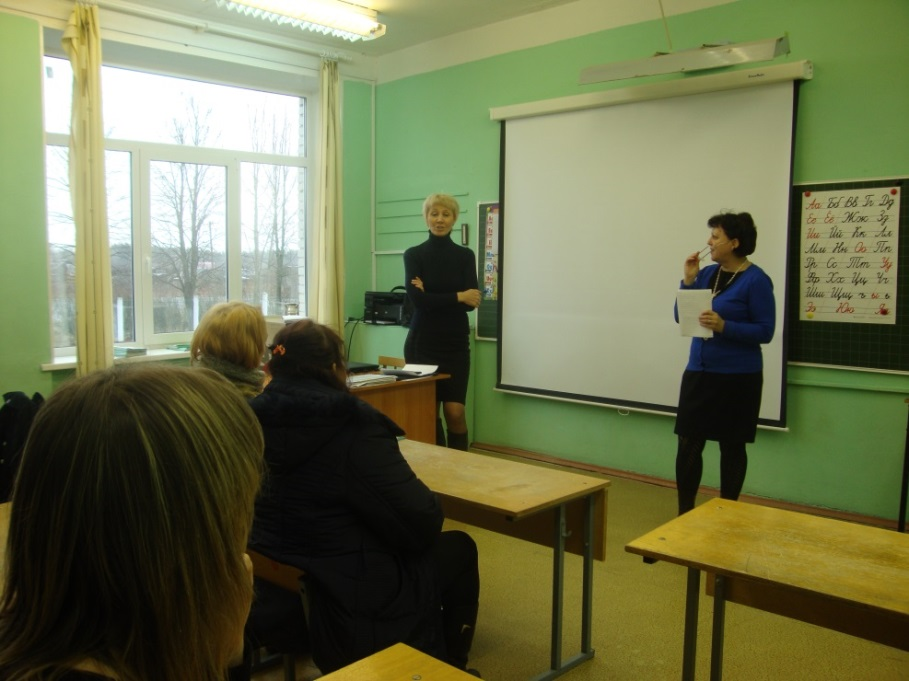 Аа Бб Вв Гг Дд
Ее Ёё Жж Зз
Ии Йй Кк Лл
Мм Нн Оо Пп
Рр Сс Тт Уу
Фф Хх Цц Чч
Шш Щщ ъ ы ь
Ээ Юю Яя